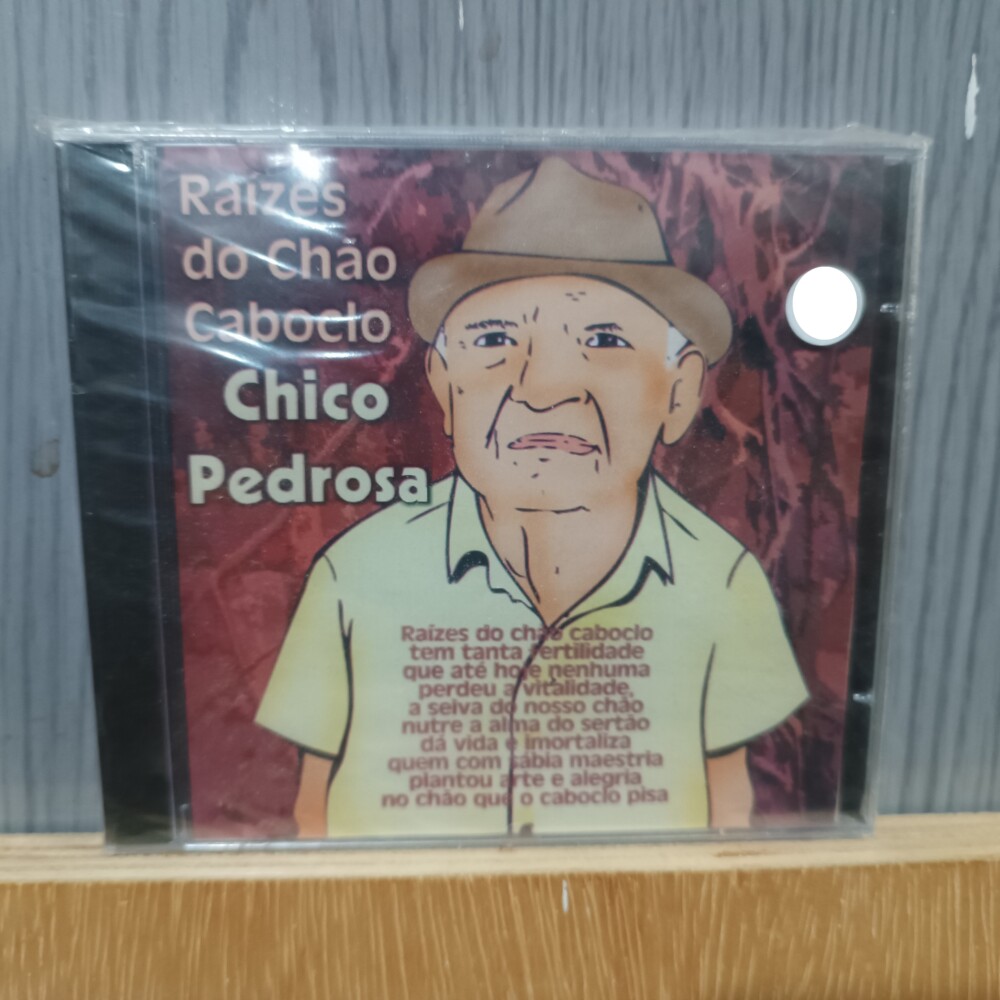 Raízes
do Chão
Caboclo
Chico
Pedrosa
Raízes do chão caboclo
tem tanta fertilidade
que até hoje nenhuma
perdeu a vitalidade,
a seiva do nosso chão
nutre a alma do sertão
dá vida e imortaliza
quem com sábia maestria
plantou arte e alegria
no chão que o caboclo pisa